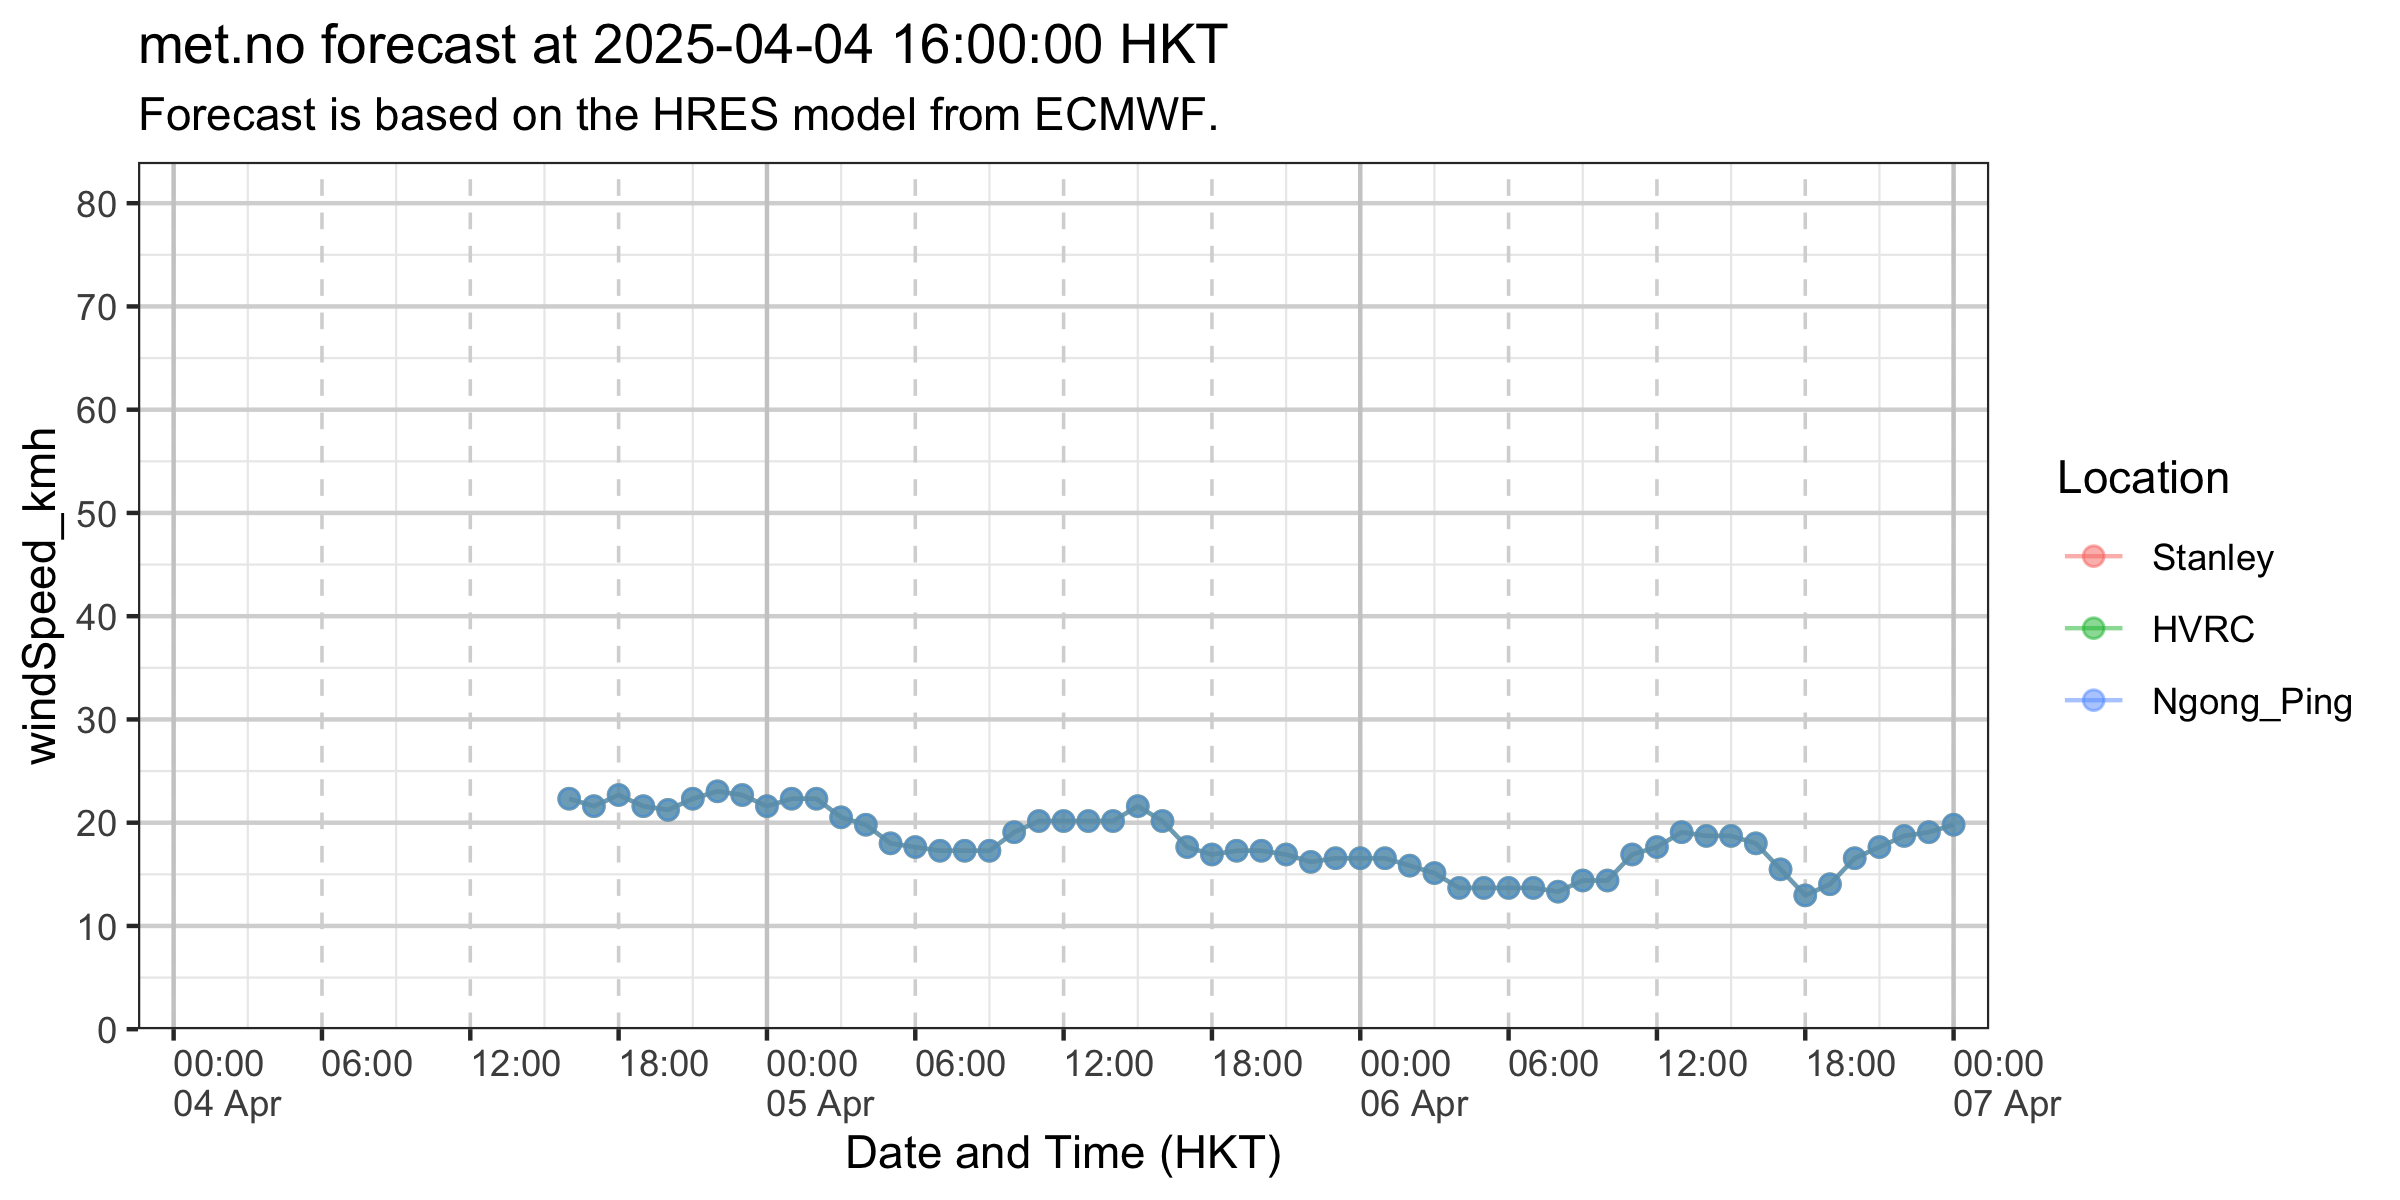 met.no forecast at 2025-04-04 16:00:00 HKT
Forecast is based on the HRES model from ECMWF.
windSpeed_kmh
80
70
60
50
40
30
20
10
0
00:00 06:00 12:00 18:00 00:00 06:00 12:00 18:00 00:00 06:00 12:00 18:00 00:00
04 Apr 05 Apr 06 Apr 07 Apr
Date and Time (HKT)
Location
Stanley
HVRC
Ngong_Ping